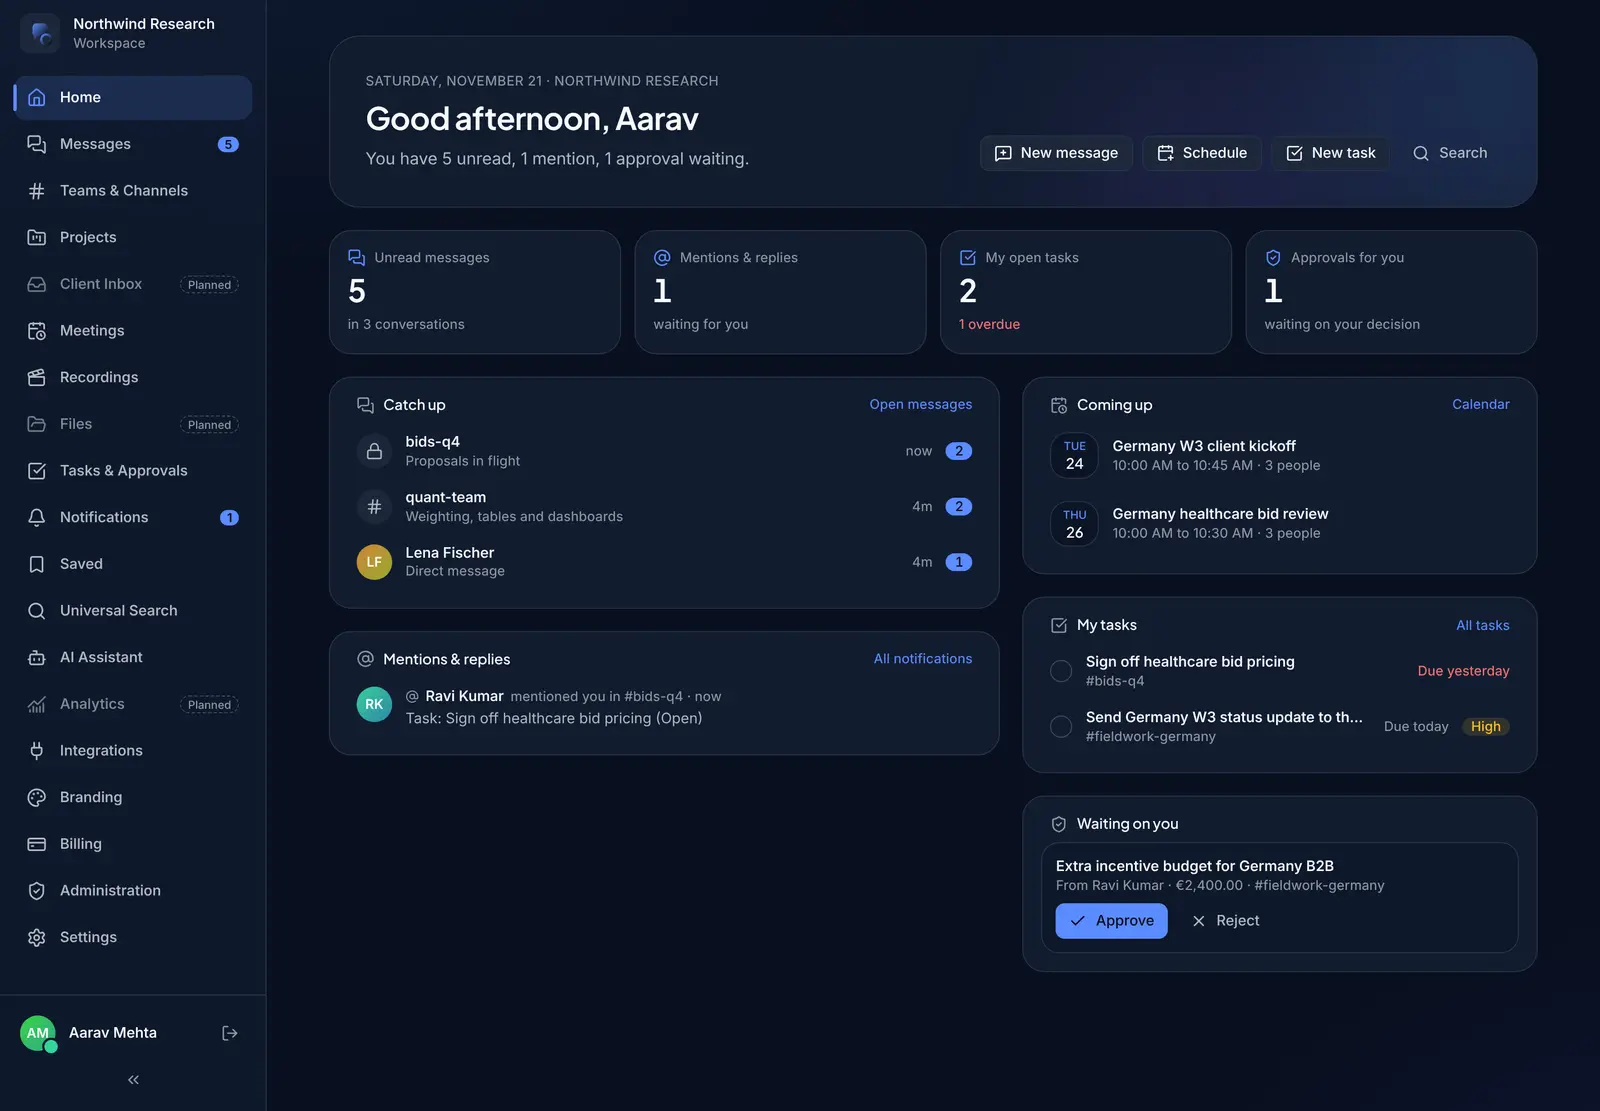 Northwind Research
Workspace
Home
Messages 5
Teams & Channels
Projects
Client Inbox Planned
Meetings
Recordings
Files Planned
Tasks & Approvals
Notifications 1
Saved
Universal Search
AI Assistant
Analytics Planned
Integrations
Branding
Billing
Administration
Settings
AM Aarav Mehta
SATURDAY, NOVEMBER 21 · NORTHWIND RESEARCH
Good afternoon, Aarav
You have 5 unread, 1 mention, 1 approval waiting.
New message Schedule New task Search
Unread messages
5
in 3 conversations
Mentions & replies
1
waiting for you
My open tasks
2
1 overdue
Approvals for you
1
waiting on your decision
Catch up Open messages
bids-q4
Proposals in flight
now 2
quant-team
Weighting, tables and dashboards
4m 2
LF
Lena Fischer
Direct message
4m 1
Mentions & replies All notifications
RK
@ Ravi Kumar mentioned you in #bids-q4 · now
Task: Sign off healthcare bid pricing (Open)
Coming up Calendar
TUE
24
Germany W3 client kickoff
10:00 AM to 10:45 AM · 3 people
THU
26
Germany healthcare bid review
10:00 AM to 10:30 AM · 3 people
My tasks All tasks
Sign off healthcare bid pricing
#bids-q4
Due yesterday
Send Germany W3 status update to th...
#fieldwork-germany
Due today High
Waiting on you
Extra incentive budget for Germany B2B
From Ravi Kumar · €2,400.00 · #fieldwork-germany
Approve Reject